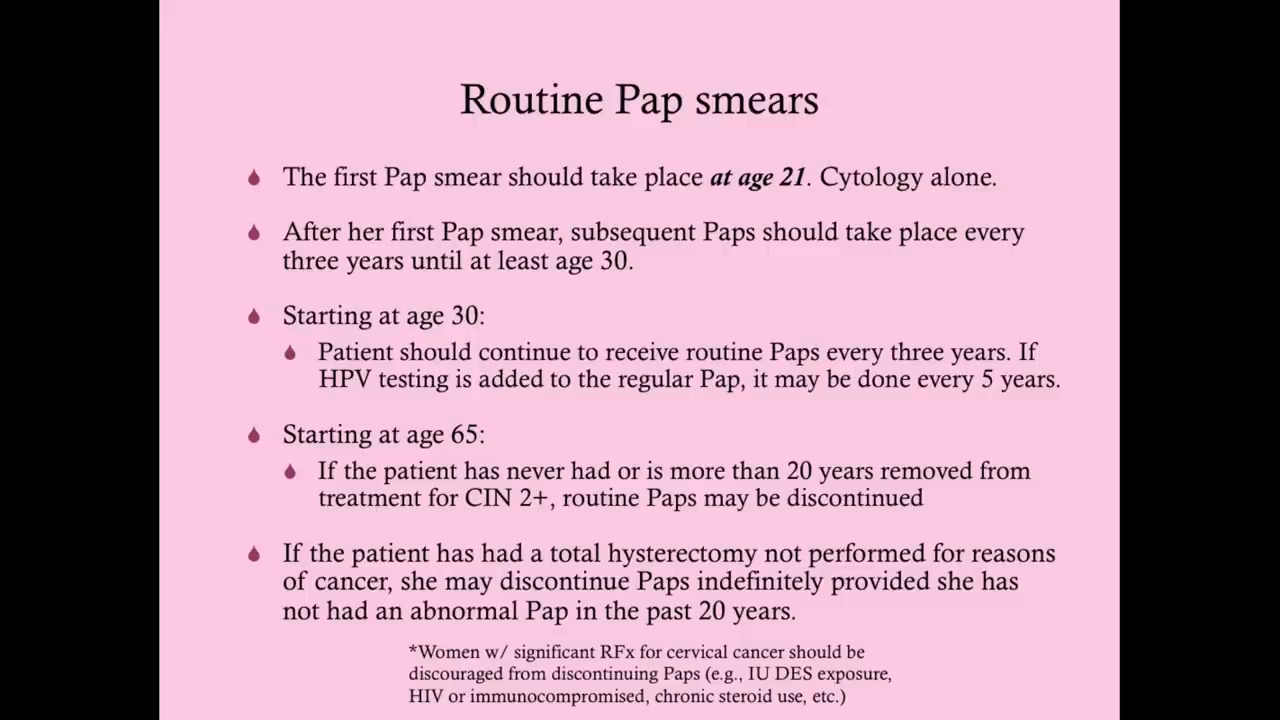 Routine Pap smears
The first Pap smear should take place at age 21. Cytology alone.
After her first Pap smear, subsequent Paps should take place every
three years until at least age 30.
Starting at age 30:
Patient should continue to receive routine Paps every three years. If
HPV testing is added to the regular Pap, it may be done every 5 years.
Starting at age 65:
If the patient has never had or is more than 20 years removed from
treatment for CIN 2+, routine Paps may be discontinued
If the patient has had a total hysterectomy not performed for reasons
of cancer, she may discontinue Paps indefinitely provided she has
not had an abnormal Pap in the past 20 years.
*Women w/ significant RFx for cervical cancer should be
discouraged from discontinuing Paps (e.g., IU DES exposure,
HIV or immunocompromised, chronic steroid use, etc.)